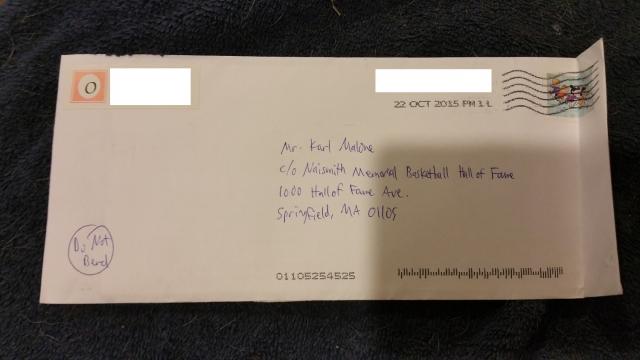 O
22 OCT 2015 PM 1 L
Mr. Karl Malone
c/o Naismith Memorial Basketball Hall of Fame
1000 Hall of Fame Ave.
Springfield, MA 01105
Do Not
Bend
01105254525